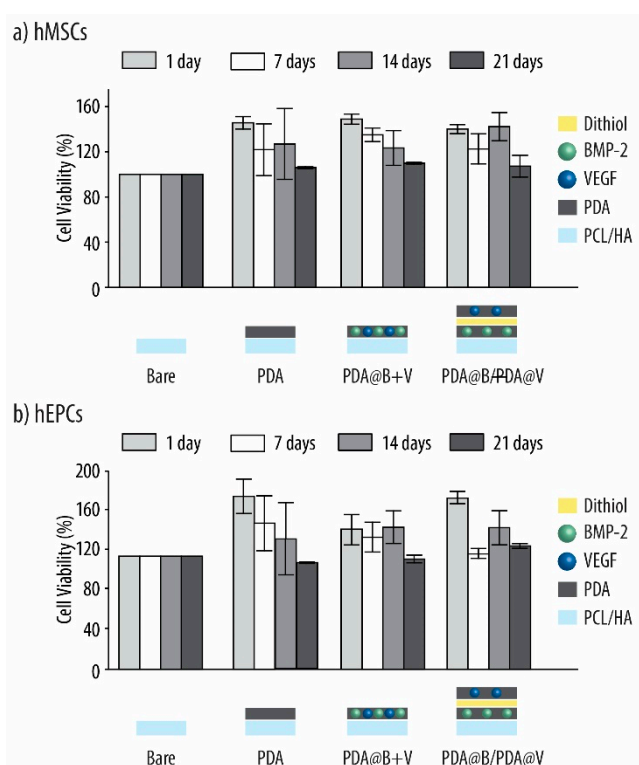 a) hMSCs
1 day 7 days 14 days 21 days
160
120
80
40
0
Cell Viability (%)
Dithiol
BMP-2
VEGF
PDA
PCL/HA
Bare PDA PDA@B+V PDA@B/PDA@V
b) hEPCs
1 day 7 days 14 days 21 days
200
160
120
80
40
0
Cell Viability (%)
Dithiol
BMP-2
VEGF
PDA
PCL/HA
Bare PDA PDA@B+V PDA@B/PDA@V